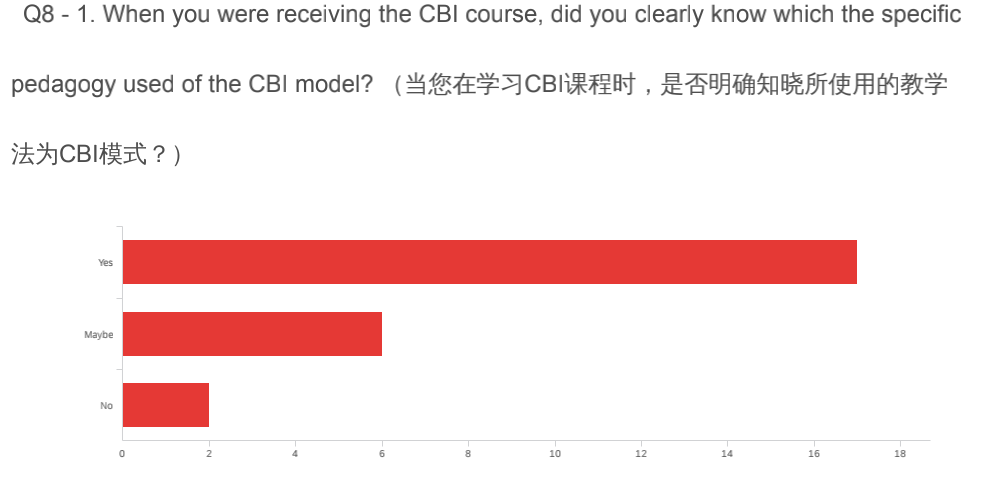 Q8 - 1. When you were receiving the CBI course, did you clearly know which the specific
pedagogy used of the CBI model? （当您在学习CBI课程时，是否明确知晓所使用的教学
法为CBI模式？）
Yes
Maybe
No
0 2 4 6 8 10 12 14 16 18